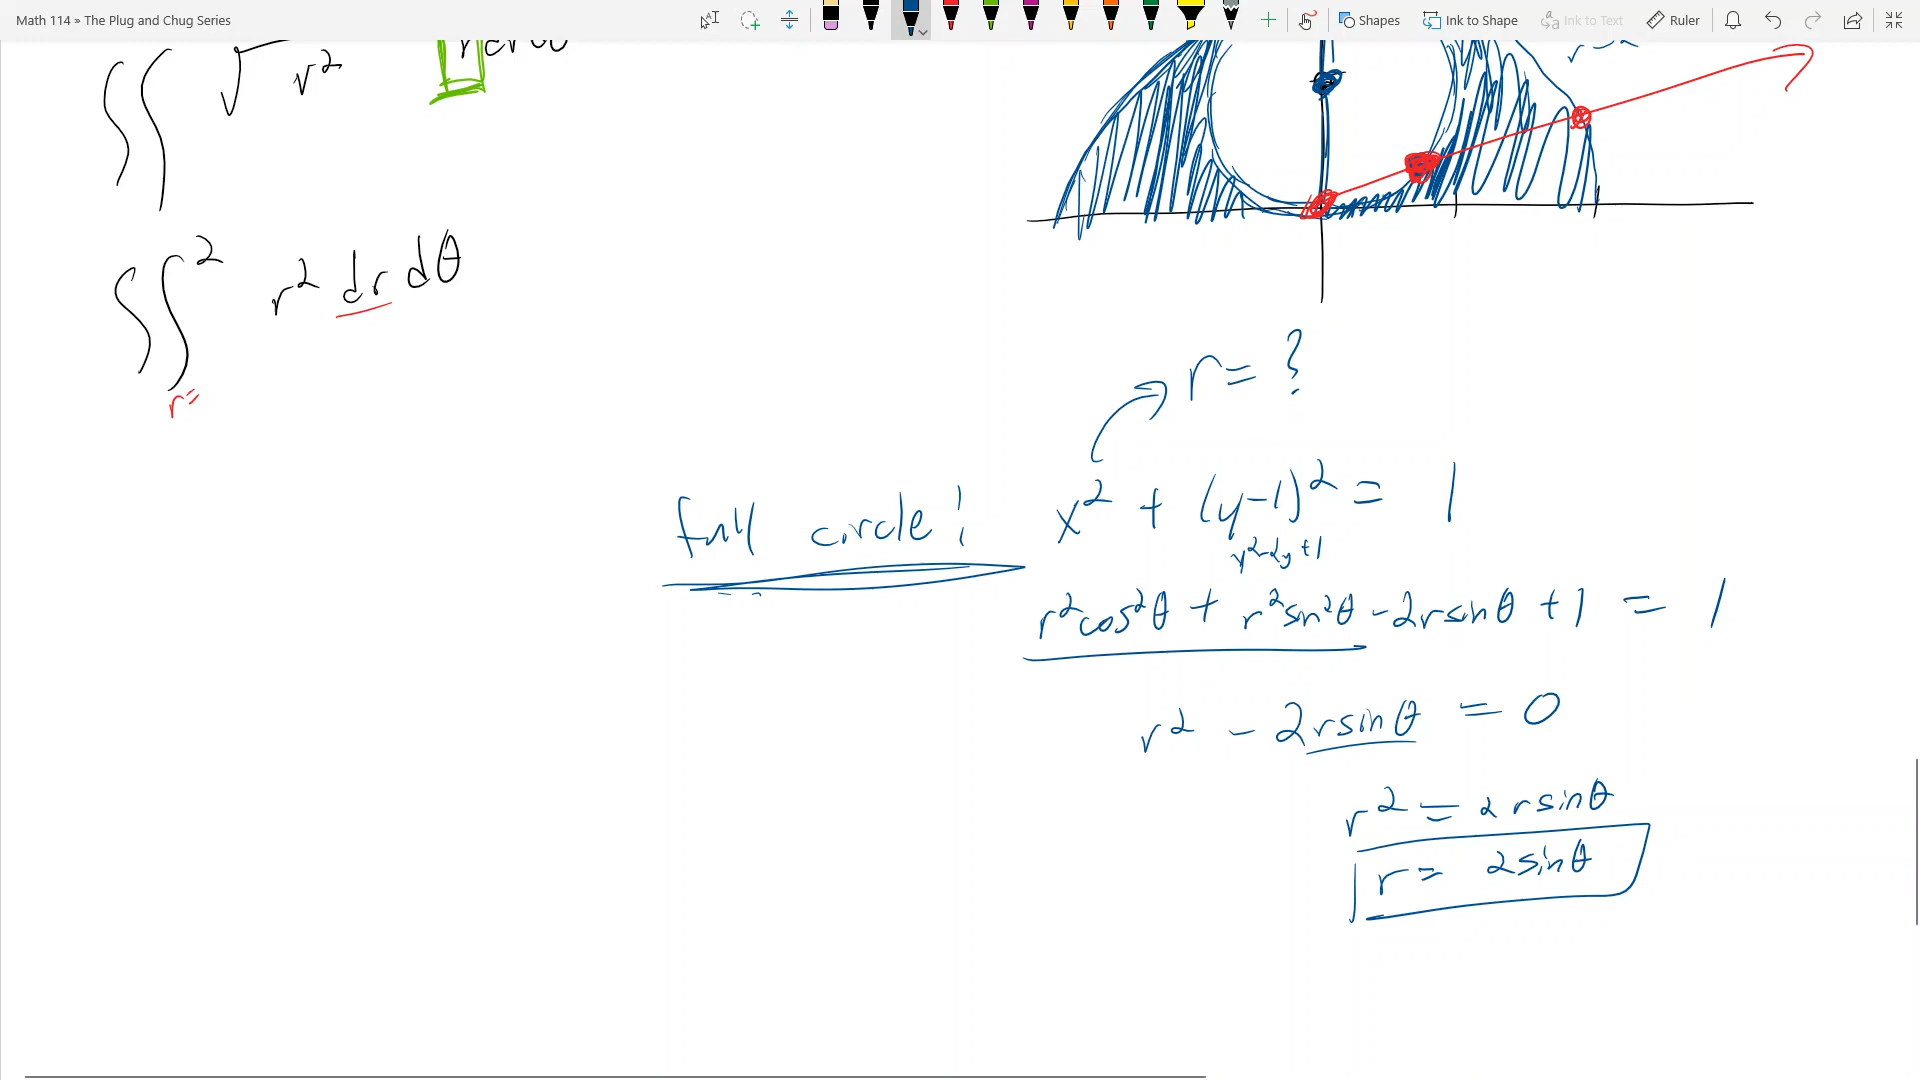 Math 114 » The Plug and Chug Series
Shapes
Ink to Shape
Ink to Text
Ruler
∬ √r²
∬² r² dr dθ
r=
r = ?
full circle!
x² + (y-1)² = 1
y²-2y+1
r²cos²θ + r²sin²θ - 2rsinθ + 1 = 1
r² - 2rsinθ = 0
r² = 2rsinθ
r = 2sinθ